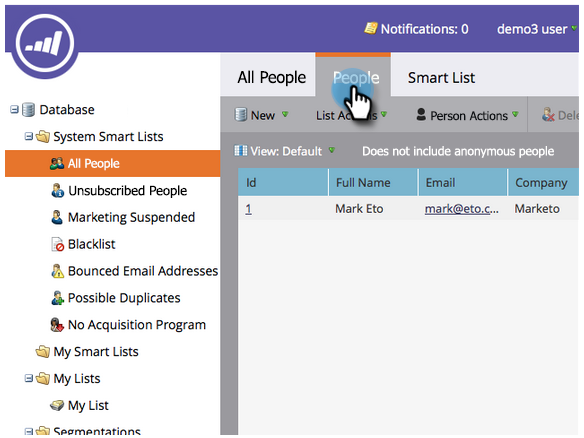 Notifications: 0 demo3 user
All People People Smart List
New List Actions Person Actions Dele
View: Default Does not include anonymous people
Id Full Name Email Company
1 Mark Eto mark@eto.c... Marketo
Database
System Smart Lists
All People
Unsubscribed People
Marketing Suspended
Blacklist
Bounced Email Addresses
Possible Duplicates
No Acquisition Program
My Smart Lists
My Lists
My List
Segmentations